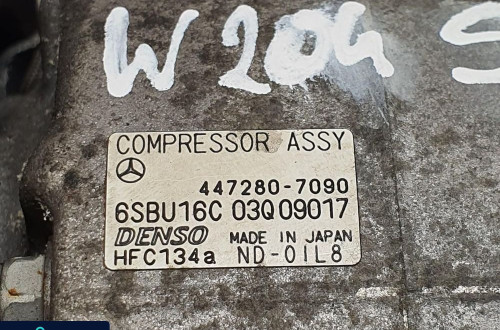 W204 S
COMPRESSOR ASSY
447280-7090
6SBU16C 03Q09017
DENSO MADE IN JAPAN
HFC134a ND-OIL8